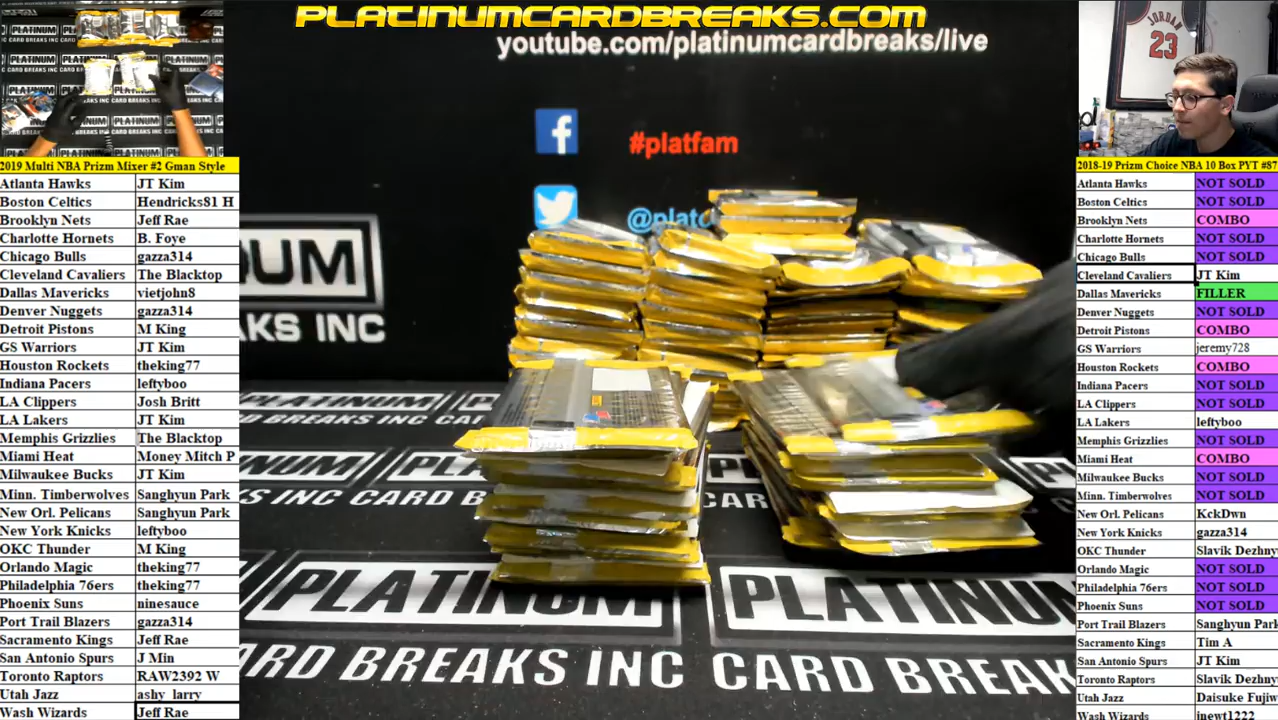 PLATINUMCARDBREAKS.COM
youtube.com/platinumcardbreaks/live
#platfam
JORDAN
23
2019 Multi NBA Prizm Mixer #2 Gman Style
Atlanta Hawks JT Kim
Boston Celtics Hendricks81 H
Brooklyn Nets Jeff Rae
Charlotte Hornets B. Foye
Chicago Bulls gazza314
Cleveland Cavaliers The Blacktop
Dallas Mavericks vietjohn8
Denver Nuggets gazza314
Detroit Pistons M King
GS Warriors JT Kim
Houston Rockets theking77
Indiana Pacers leftyboo
LA Clippers Josh Britt
LA Lakers JT Kim
Memphis Grizzlies The Blacktop
Miami Heat Money Mitch P
Milwaukee Bucks JT Kim
Minn. Timberwolves Sanghyun Park
New Orl. Pelicans Sanghyun Park
New York Knicks leftyboo
OKC Thunder M King
Orlando Magic theking77
Philadelphia 76ers theking77
Phoenix Suns ninesauce
Port Trail Blazers gazza314
Sacramento Kings Jeff Rae
San Antonio Spurs J Min
Toronto Raptors RAW2392 W
Utah Jazz ashy_larry
Wash Wizards Jeff Rae
2018-19 Prizm Choice NBA 10 Box PYT #87
Atlanta Hawks NOT SOLD
Boston Celtics NOT SOLD
Brooklyn Nets COMBO
Charlotte Hornets NOT SOLD
Chicago Bulls NOT SOLD
Cleveland Cavaliers JT Kim
Dallas Mavericks FILLER
Denver Nuggets NOT SOLD
Detroit Pistons COMBO
GS Warriors jeremy728
Houston Rockets COMBO
Indiana Pacers NOT SOLD
LA Clippers NOT SOLD
LA Lakers leftyboo
Memphis Grizzlies NOT SOLD
Miami Heat COMBO
Milwaukee Bucks NOT SOLD
Minn. Timberwolves NOT SOLD
New Orl. Pelicans KckDwn
New York Knicks gazza314
OKC Thunder Slavik Dezhny
Orlando Magic NOT SOLD
Philadelphia 76ers NOT SOLD
Phoenix Suns NOT SOLD
Port Trail Blazers Sanghyun Park
Sacramento Kings Tim A
San Antonio Spurs JT Kim
Toronto Raptors Slavik Dezhny
Utah Jazz Daisuke Fujiw
Wash Wizards inewt1222
PLATINUM PLATINUM
CARD BREAKS INC CARD BREAKS